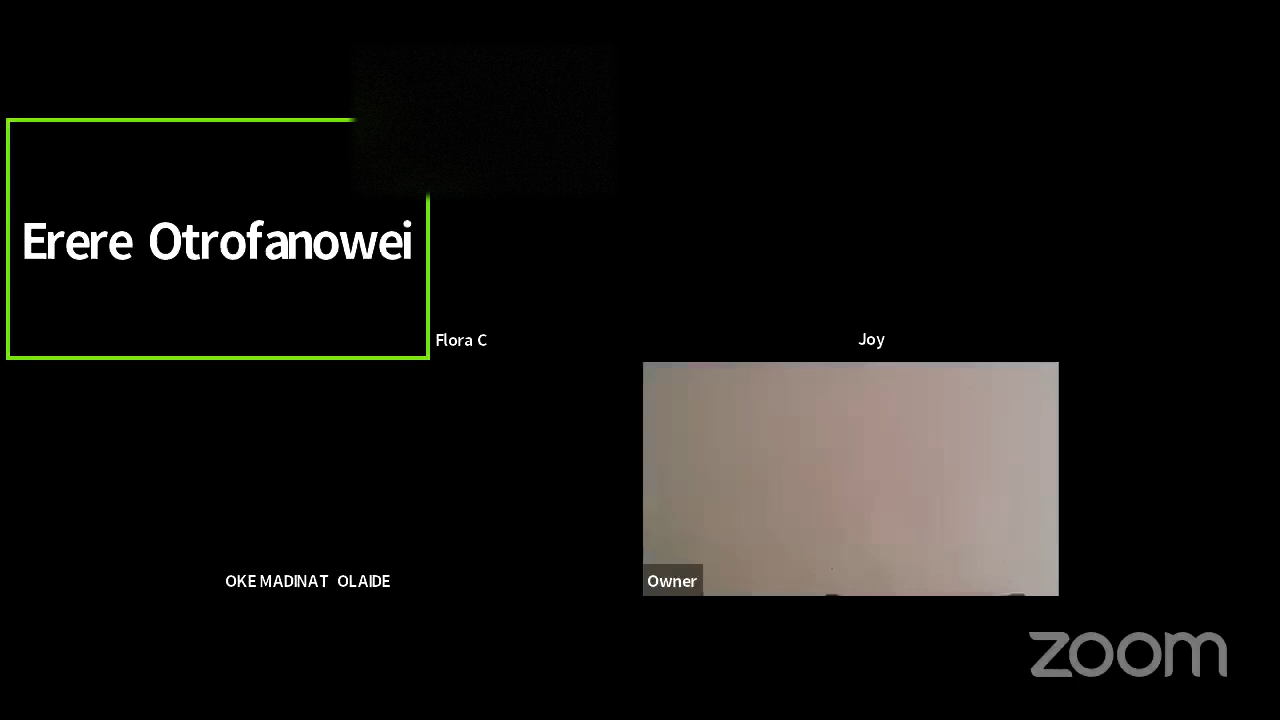 Erere Otrofanowei
Flora C
Joy
OKE MADINAT OLAIDE
Owner
zoom